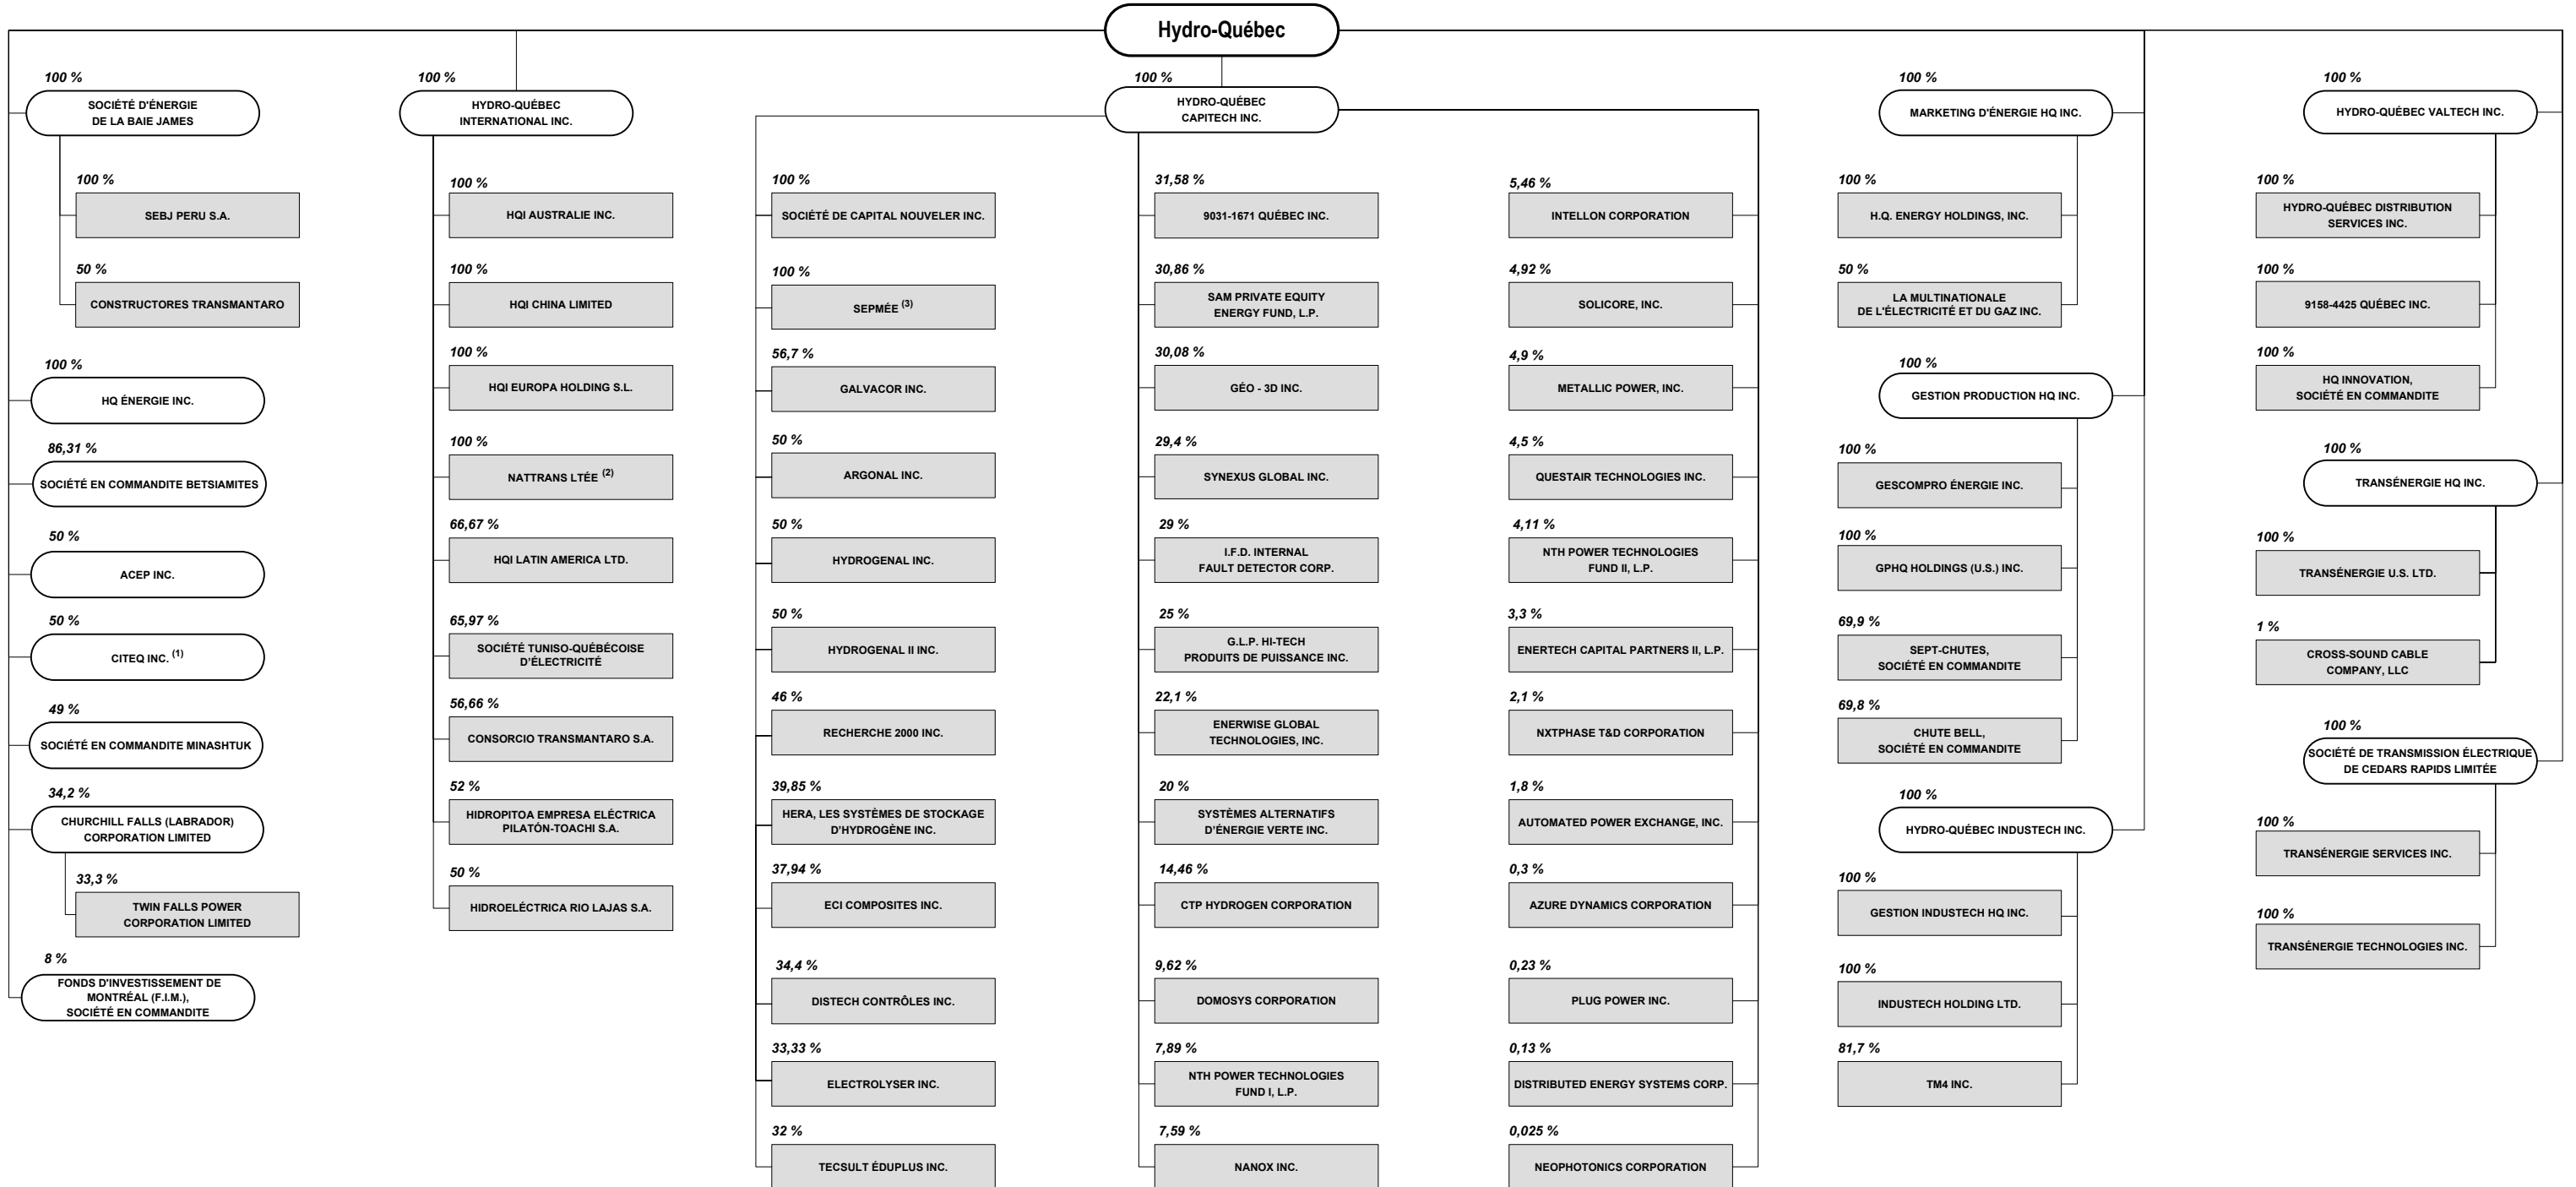 Hydro-Québec
100 %
SOCIÉTÉ D'ÉNERGIE
DE LA BAIE JAMES
100 %
SEBJ PERU S.A.
50 %
CONSTRUCTORES TRANSMANTARO
100 %
HQ ÉNERGIE INC.
86,31 %
SOCIÉTÉ EN COMMANDITE BETSIAMITES
50 %
ACEP INC.
50 %
CITEQ INC. (1)
49 %
SOCIÉTÉ EN COMMANDITE MINASHTUK
34,2 %
CHURCHILL FALLS (LABRADOR)
CORPORATION LIMITED
33,3 %
TWIN FALLS POWER
CORPORATION LIMITED
8 %
FONDS D'INVESTISSEMENT DE
MONTRÉAL (F.I.M.),
SOCIÉTÉ EN COMMANDITE
100 %
HYDRO-QUÉBEC
INTERNATIONAL INC.
100 %
HQI AUSTRALIE INC.
100 %
HQI CHINA LIMITED
100 %
HQI EUROPA HOLDING S.L.
100 %
NATTRANS LTÉE (2)
66,67 %
HQI LATIN AMERICA LTD.
65,97 %
SOCIÉTÉ TUNISO-QUÉBÉCOISE
D'ÉLECTRICITÉ
56,66 %
CONSORCIO TRANSMANTARO S.A.
52 %
HIDROPITOA EMPRESA ELÉCTRICA
PILATÓN-TOACHI S.A.
50 %
HIDROELÉCTRICA RIO LAJAS S.A.
100 %
HYDRO-QUÉBEC
CAPITECH INC.
100 %
SOCIÉTÉ DE CAPITAL NOUVELER INC.
100 %
SEPMÉE (3)
56,7 %
GALVACOR INC.
50 %
ARGONAL INC.
50 %
HYDROGENAL INC.
50 %
HYDROGENAL II INC.
46 %
RECHERCHE 2000 INC.
39,85 %
HERA, LES SYSTÈMES DE STOCKAGE
D'HYDROGÈNE INC.
37,94 %
ECI COMPOSITES INC.
34,4 %
DISTECH CONTRÔLES INC.
33,33 %
ELECTROLYSER INC.
32 %
TECSULT ÉDUPLUS INC.
31,58 %
9031-1671 QUÉBEC INC.
30,86 %
SAM PRIVATE EQUITY
ENERGY FUND, L.P.
30,08 %
GÉO - 3D INC.
29,4 %
SYNEXUS GLOBAL INC.
29 %
I.F.D. INTERNAL
FAULT DETECTOR CORP.
25 %
G.L.P. HI-TECH
PRODUITS DE PUISSANCE INC.
22,1 %
ENERWISE GLOBAL
TECHNOLOGIES, INC.
20 %
SYSTÈMES ALTERNATIFS
D'ÉNERGIE VERTE INC.
14,46 %
CTP HYDROGEN CORPORATION
9,62 %
DOMOSYS CORPORATION
7,89 %
NTH POWER TECHNOLOGIES
FUND I, L.P.
7,59 %
NANOX INC.
5,46 %
INTELLON CORPORATION
4,92 %
SOLICORE, INC.
4,9 %
METALLIC POWER, INC.
4,5 %
QUESTAIR TECHNOLOGIES INC.
4,11 %
NTH POWER TECHNOLOGIES
FUND II, L.P.
3,3 %
ENERTECH CAPITAL PARTNERS II, L.P.
2,1 %
NXTPHASE T&D CORPORATION
1,8 %
AUTOMATED POWER EXCHANGE, INC.
0,3 %
AZURE DYNAMICS CORPORATION
0,23 %
PLUG POWER INC.
0,13 %
DISTRIBUTED ENERGY SYSTEMS CORP.
0,025 %
NEOPHOTONICS CORPORATION
100 %
MARKETING D'ÉNERGIE HQ INC.
100 %
H.Q. ENERGY HOLDINGS, INC.
50 %
LA MULTINATIONALE
DE L'ÉLECTRICITÉ ET DU GAZ INC.
100 %
GESTION PRODUCTION HQ INC.
100 %
GESCOMPRO ÉNERGIE INC.
100 %
GPHQ HOLDINGS (U.S.) INC.
69,9 %
SEPT-CHUTES,
SOCIÉTÉ EN COMMANDITE
69,8 %
CHUTE BELL,
SOCIÉTÉ EN COMMANDITE
100 %
HYDRO-QUÉBEC INDUSTECH INC.
100 %
GESTION INDUSTECH HQ INC.
100 %
INDUSTECH HOLDING LTD.
81,7 %
TM4 INC.
100 %
HYDRO-QUÉBEC VALTECH INC.
100 %
HYDRO-QUÉBEC DISTRIBUTION
SERVICES INC.
100 %
9158-4425 QUÉBEC INC.
100 %
HQ INNOVATION,
SOCIÉTÉ EN COMMANDITE
100 %
TRANSÉNERGIE HQ INC.
100 %
TRANSÉNERGIE U.S. LTD.
1 %
CROSS-SOUND CABLE
COMPANY, LLC
100 %
SOCIÉTÉ DE TRANSMISSION ÉLECTRIQUE
DE CEDARS RAPIDS LIMITÉE
100 %
TRANSÉNERGIE SERVICES INC.
100 %
TRANSÉNERGIE TECHNOLOGIES INC.